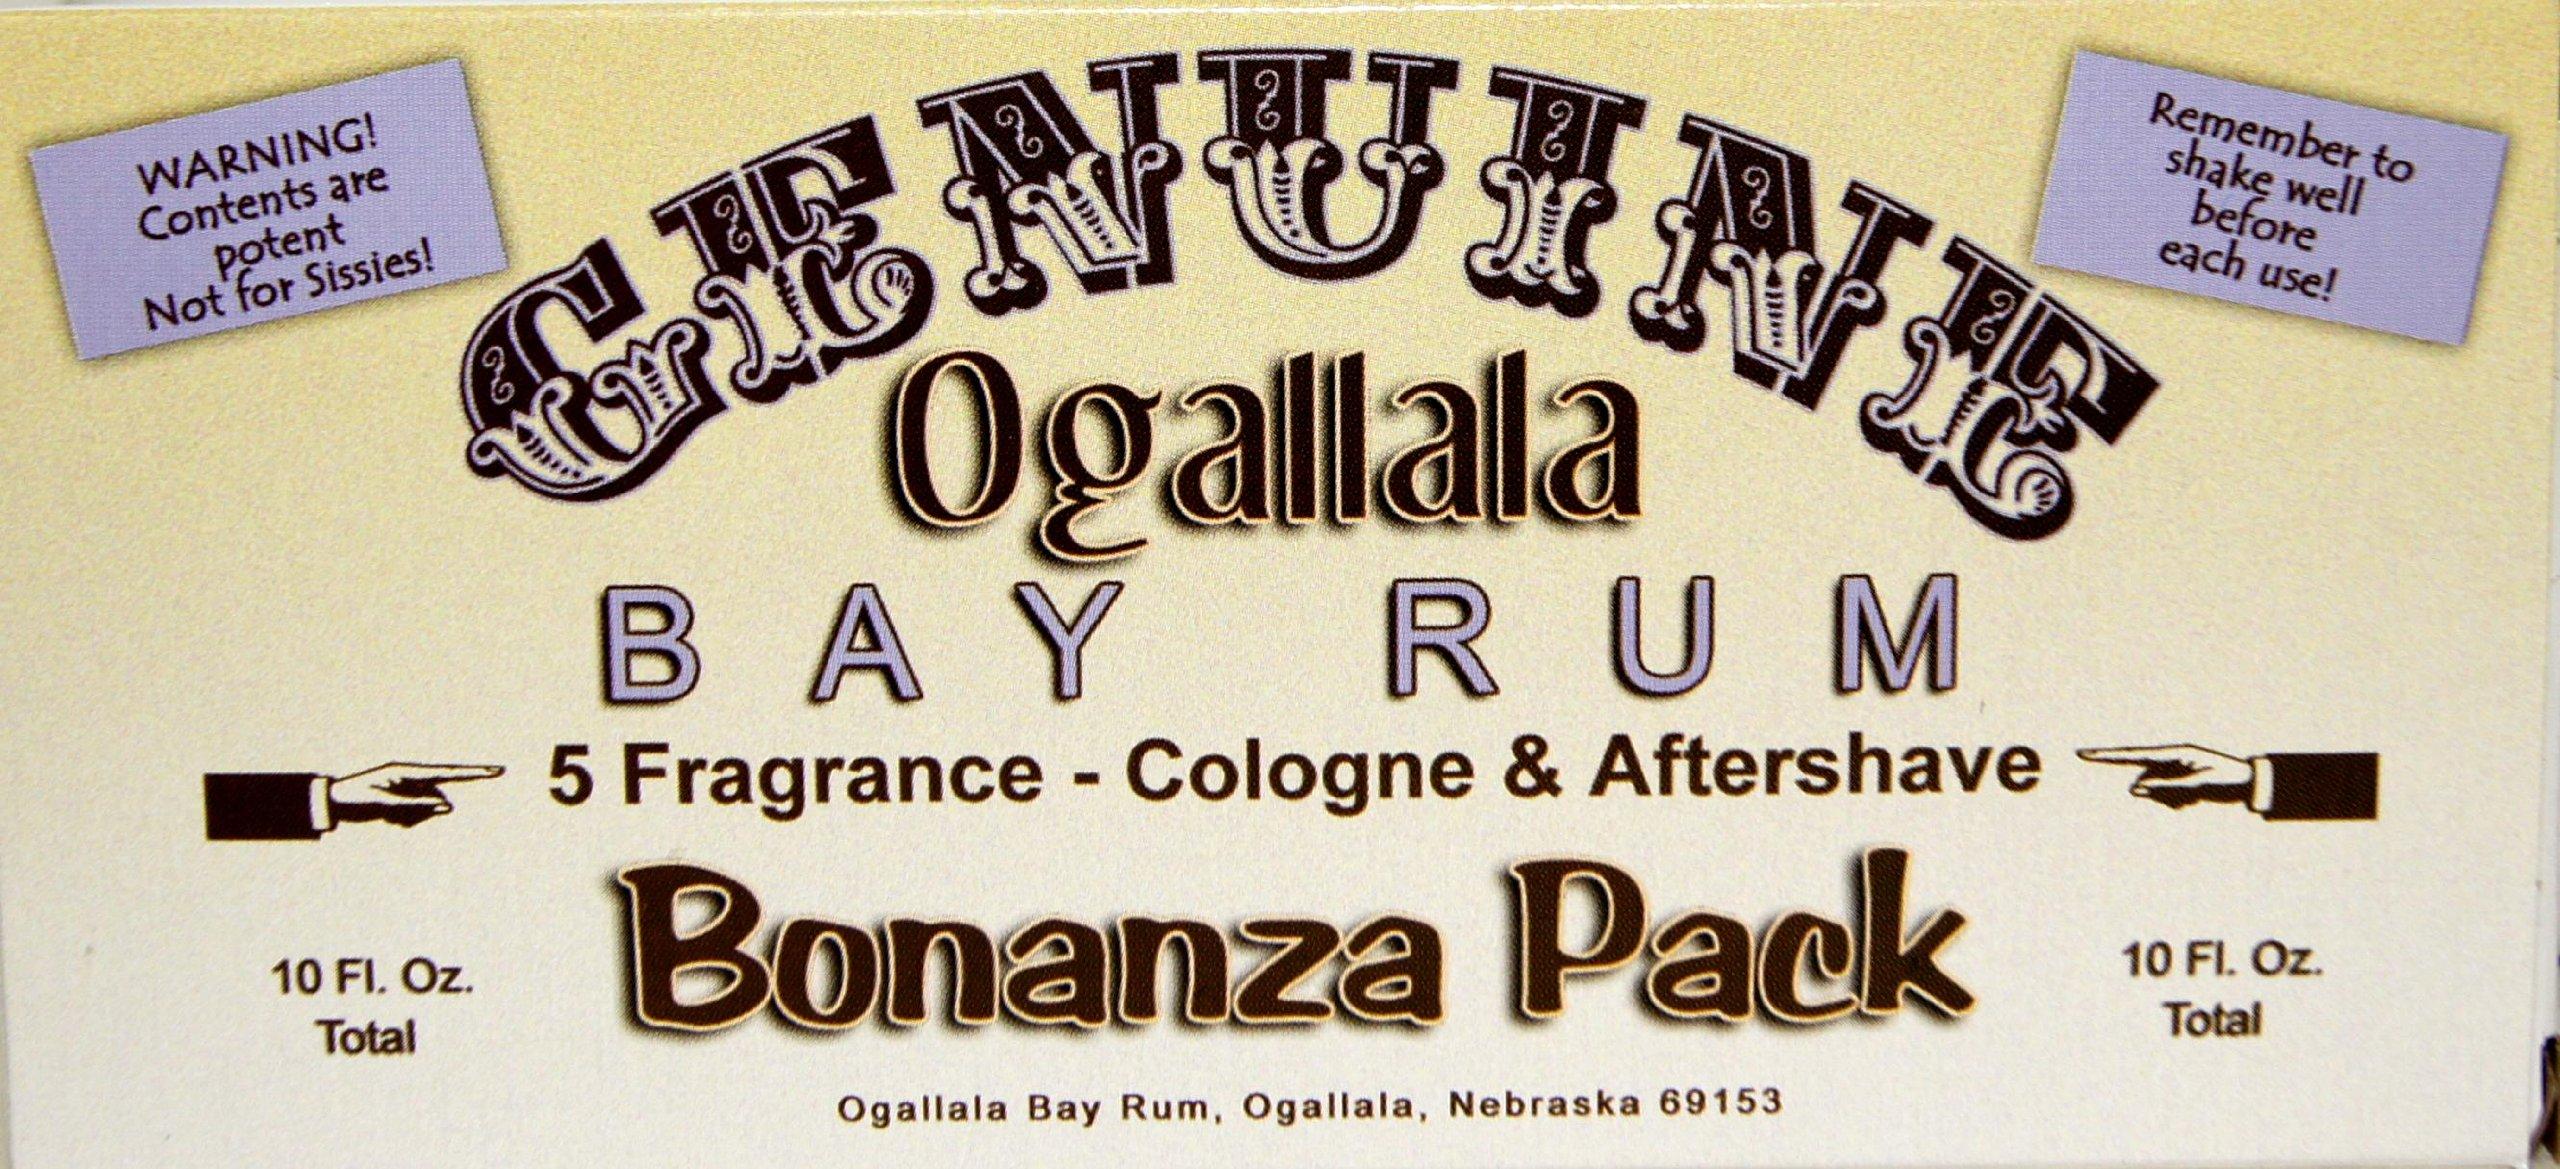 WARNING!
Contents are
potent
Not for Sissies!
GENUINE
Remember to
shake well
before
each use!
Ogallala
BAY RUM
5 Fragrance - Cologne & Aftershave
Bonanza Pack
10 Fl. Oz.
Total
10 Fl. Oz.
Total
Ogallala Bay Rum, Ogallala, Nebraska 69153